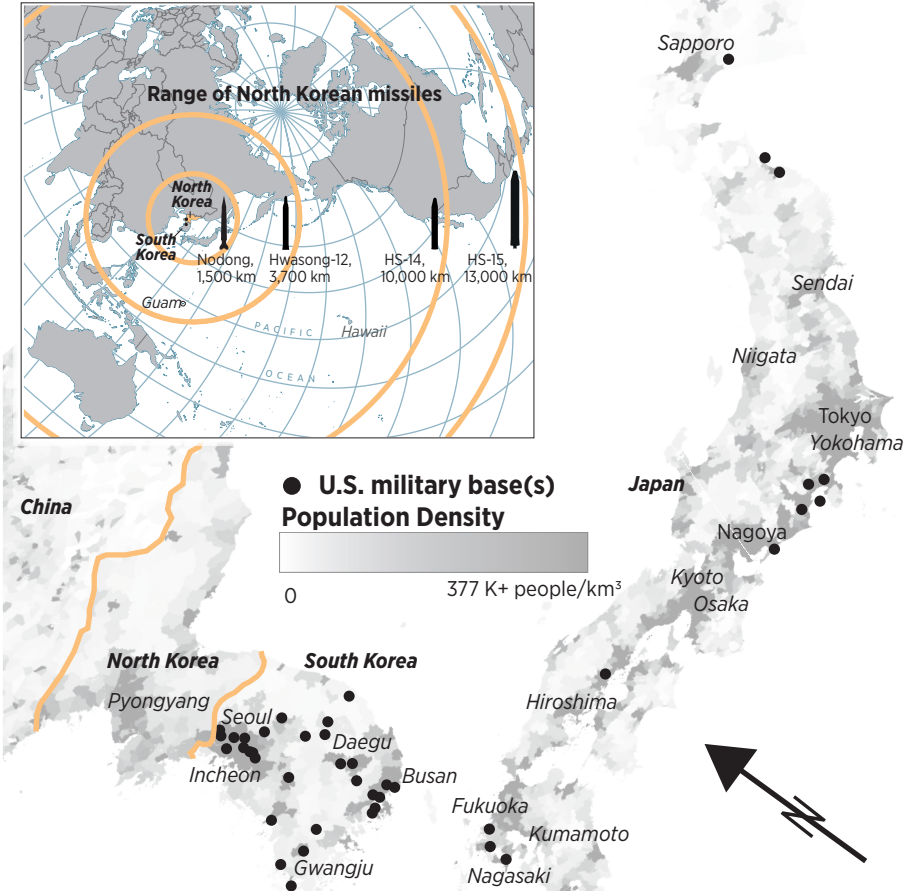 Range of North Korean missiles
North
Korea
South
Korea
Nodong,
1,500 km
Hwasong-12,
3,700 km
HS-14,
10,000 km
HS-15,
13,000 km
Guam
PACIFIC
Hawaii
OCEAN
Sapporo
Sendai
Niigata
Tokyo
Yokohama
Japan
Nagoya
Kyoto
Osaka
Hiroshima
Fukuoka
Kumamoto
Nagasaki
China
U.S. military base(s)
Population Density
0
377 K+ people/km³
North Korea
South Korea
Pyongyang
Seoul
Incheon
Daegu
Busan
Gwangju